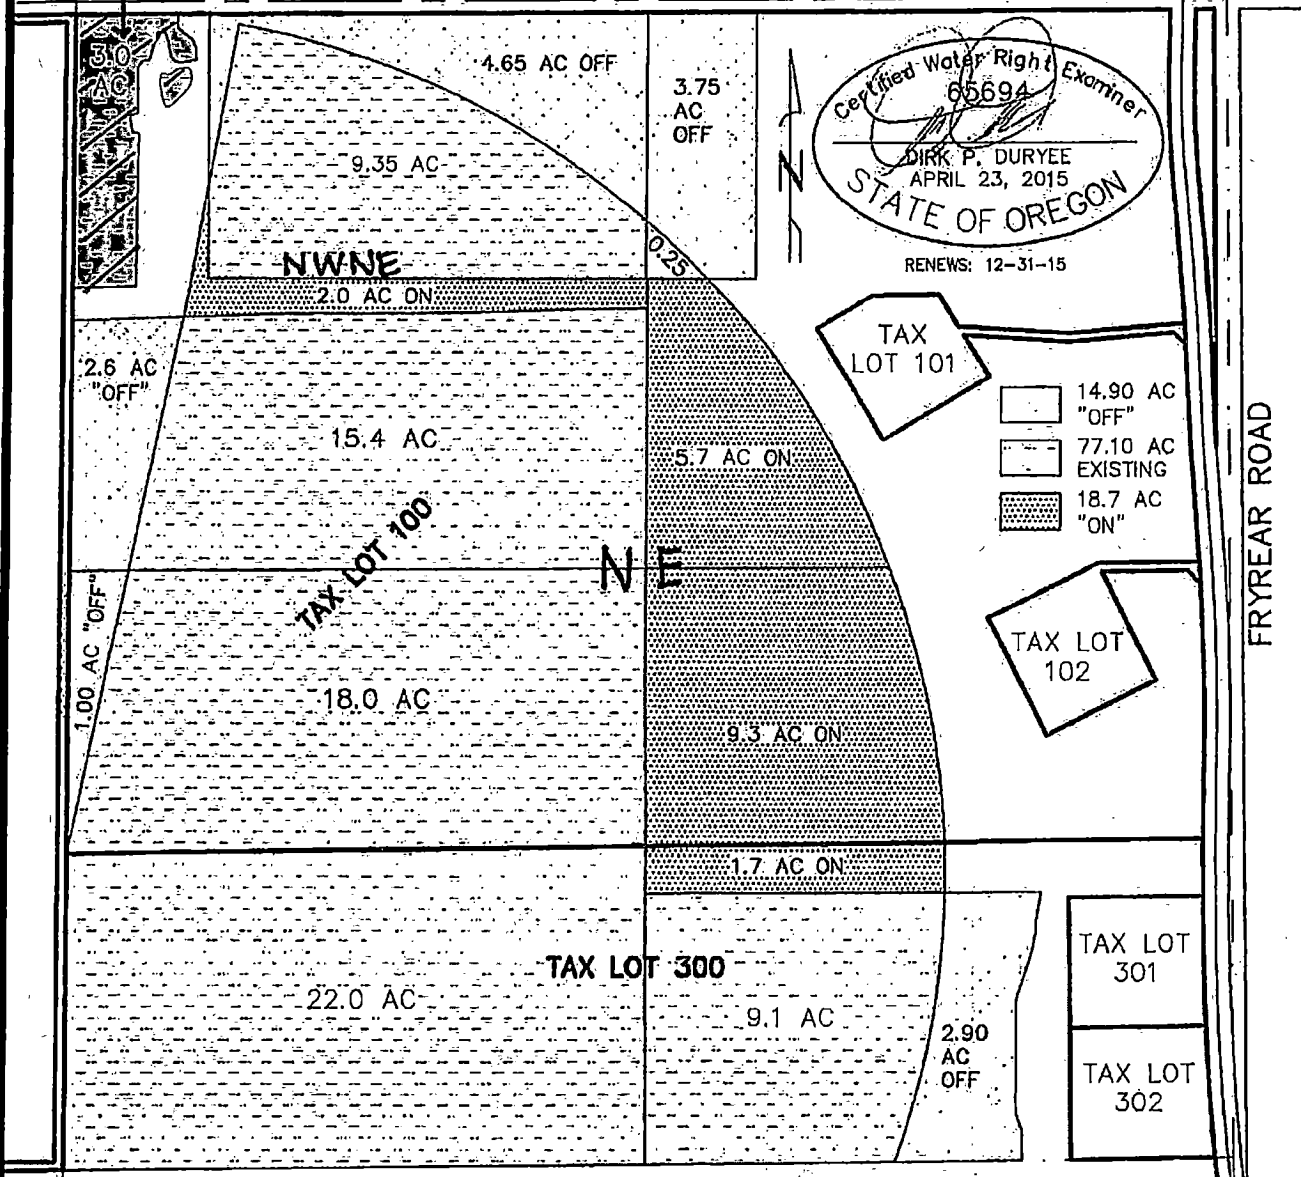 3.0
AC
4.65 AC OFF
3.75
AC
OFF
9.35 AC
0.25
NWNE
2.0 AC ON
N
Certified Water Right Examiner
65694
DIRK P. DURYEE
APRIL 23, 2015
STATE OF OREGON
RENEWS: 12-31-15
TAX
LOT 101
2.6 AC
"OFF"
15.4 AC
5.7 AC ON
14.90 AC
"OFF"
77.10 AC
EXISTING
18.7 AC
"ON"
FRYREAR ROAD
TAX LOT 100
N E
1.00 AC "OFF"
18.0 AC
9.3 AC ON
TAX LOT
102
1.7 AC ON
TAX LOT 300
22.0 AC
9.1 AC
2.90
AC
OFF
TAX LOT
301
TAX LOT
302